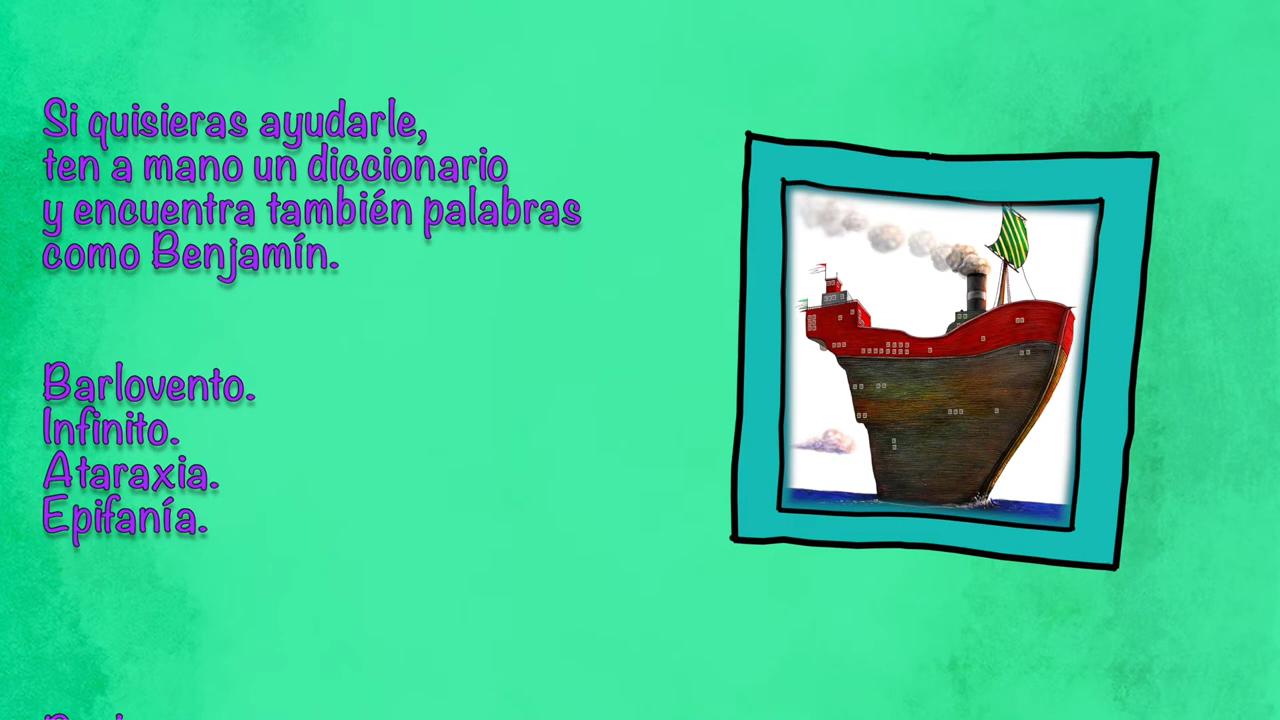 Si quisieras ayudarle,
ten a mano un diccionario
y encuentra también palabras
como Benjamín.
Barlovento.
Infinito.
Ataraxia.
Epifanía.